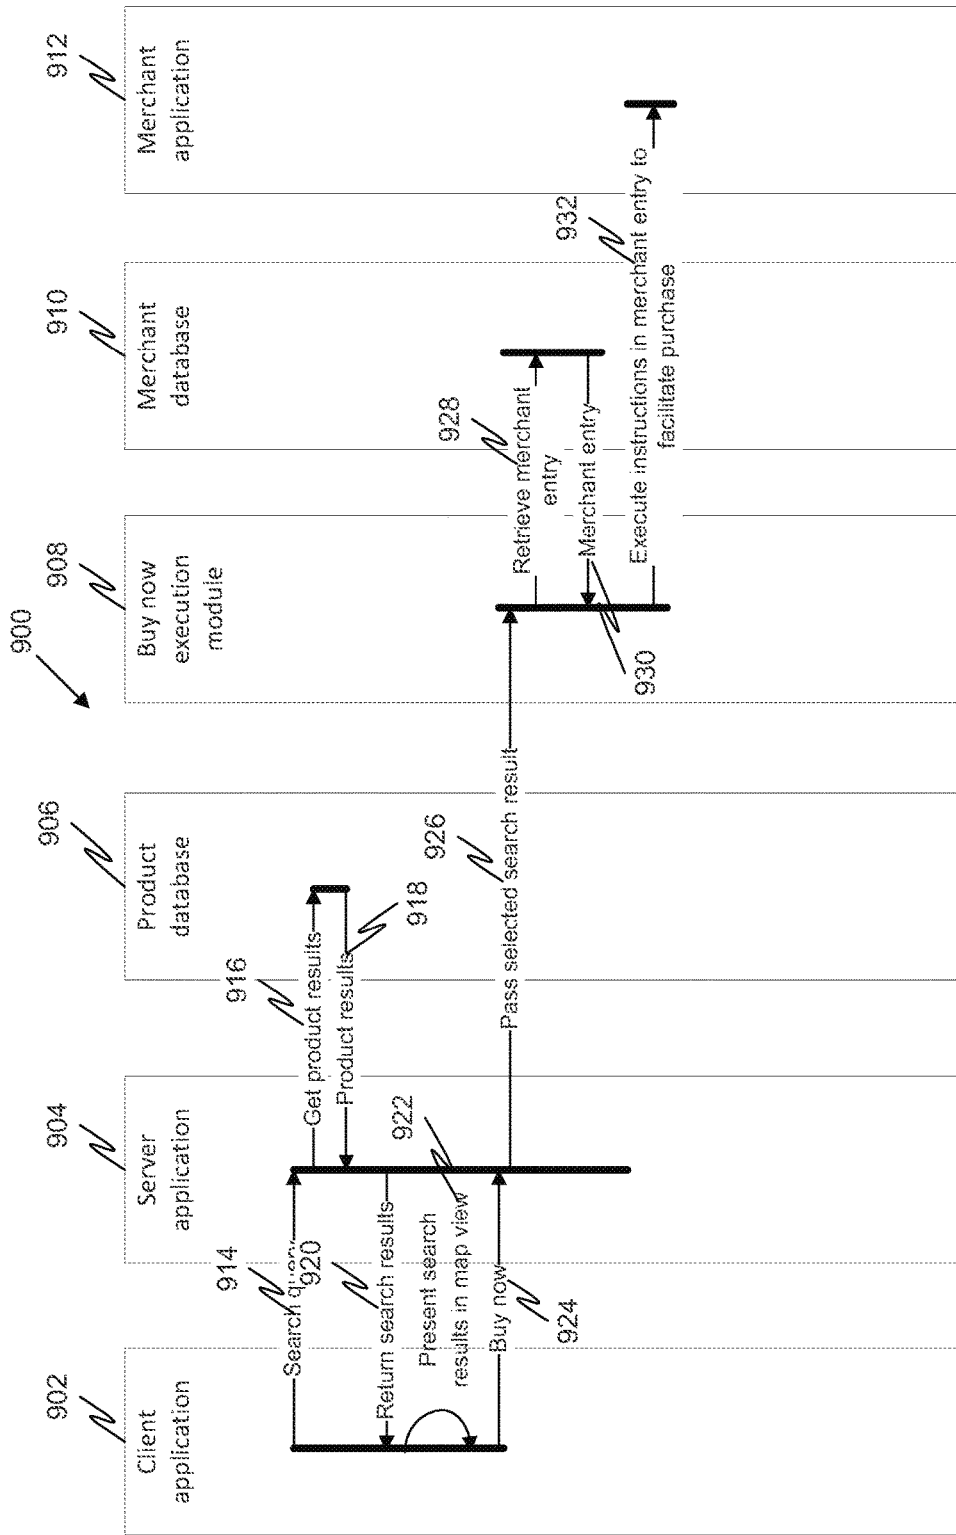 900
902
Client
application
904
Server
application
906
Product
database
908
Buy now
execution
module
910
Merchant
database
912
Merchant
application
914
Search query
916
Get product results
918
Product results
920
Return search results
922
Present search
results in map view
924
Buy now
926
Pass selected search result
928
Retrieve merchant
entry
930
Merchant entry
932
Execute instructions in merchant entry to
facilitate purchase